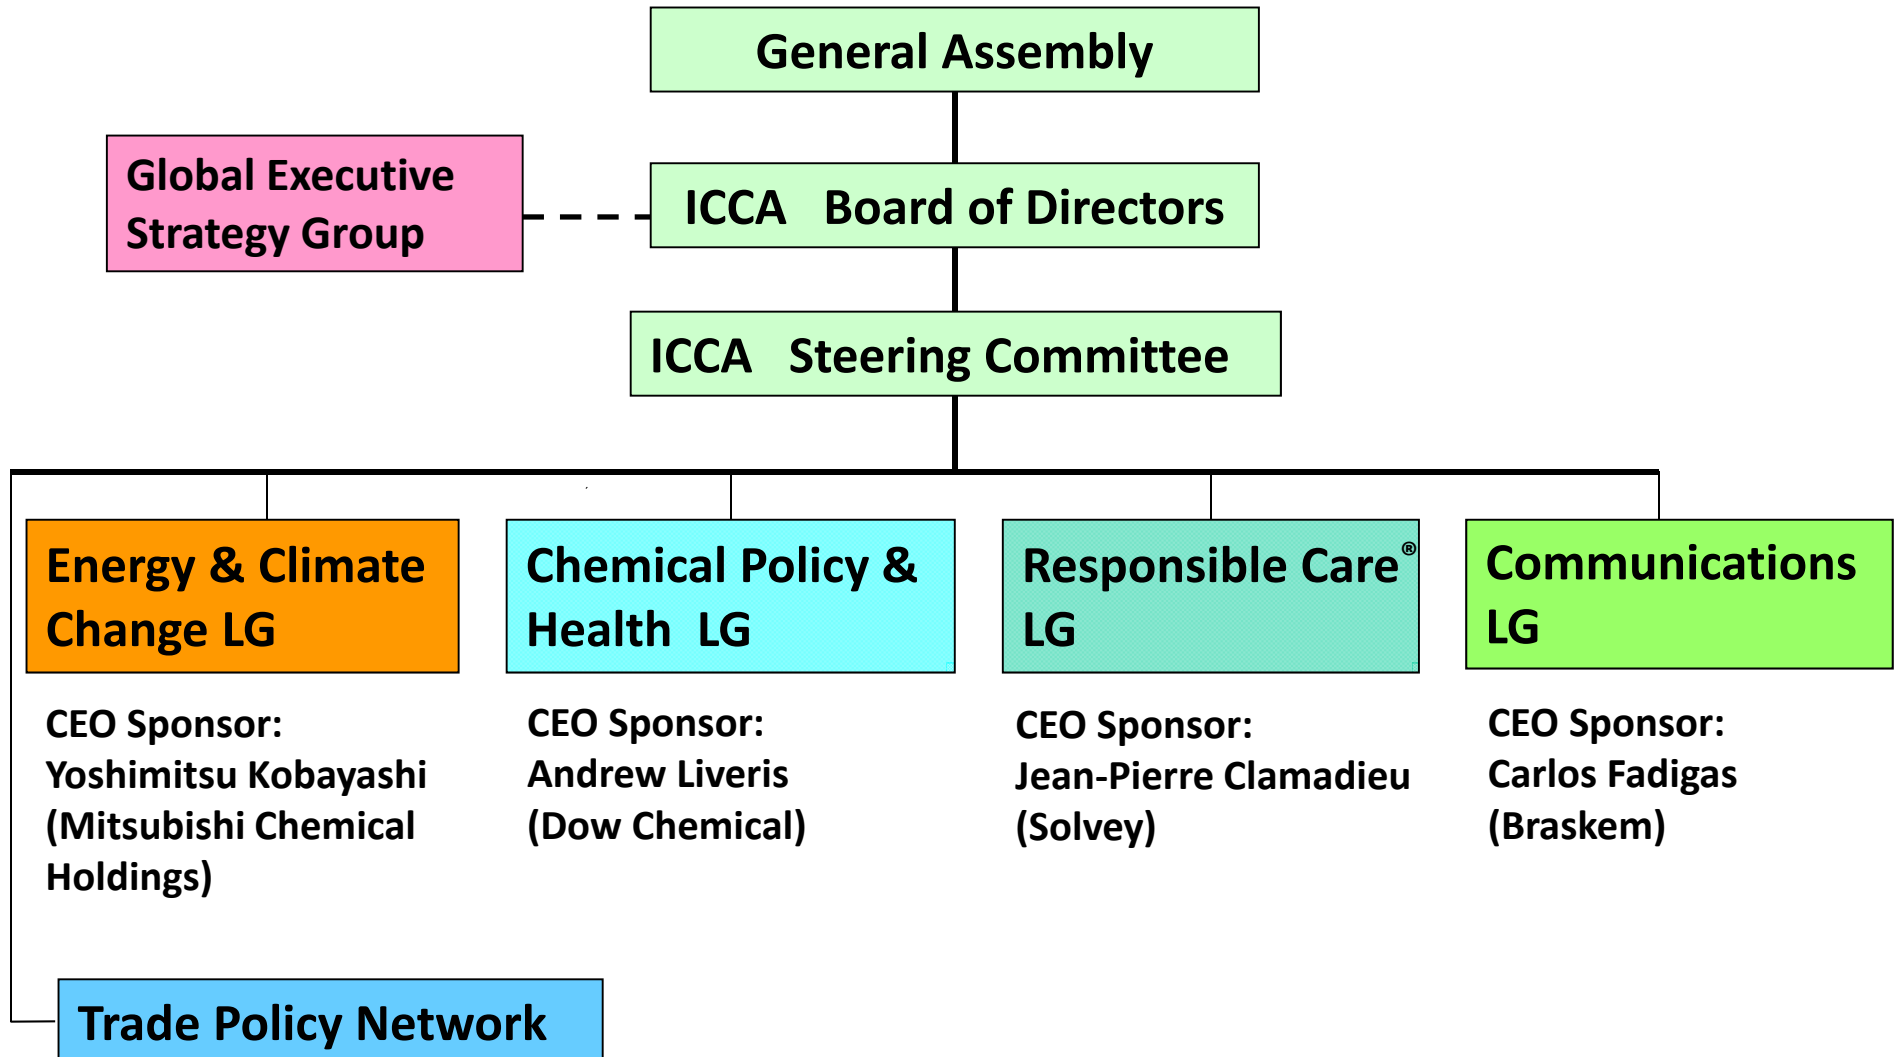 General Assembly
Global Executive
Strategy Group
ICCA   Board of Directors
ICCA   Steering Committee
Energy & Climate
Change LG
Chemical Policy &
Health  LG
Responsible Care®
LG
Communications
LG
CEO Sponsor:
Yoshimitsu Kobayashi
(Mitsubishi Chemical
Holdings)
CEO Sponsor:
Andrew Liveris
(Dow Chemical)
CEO Sponsor:
Jean-Pierre Clamadieu
(Solvey)
CEO Sponsor:
Carlos Fadigas
(Braskem)
Trade Policy Network